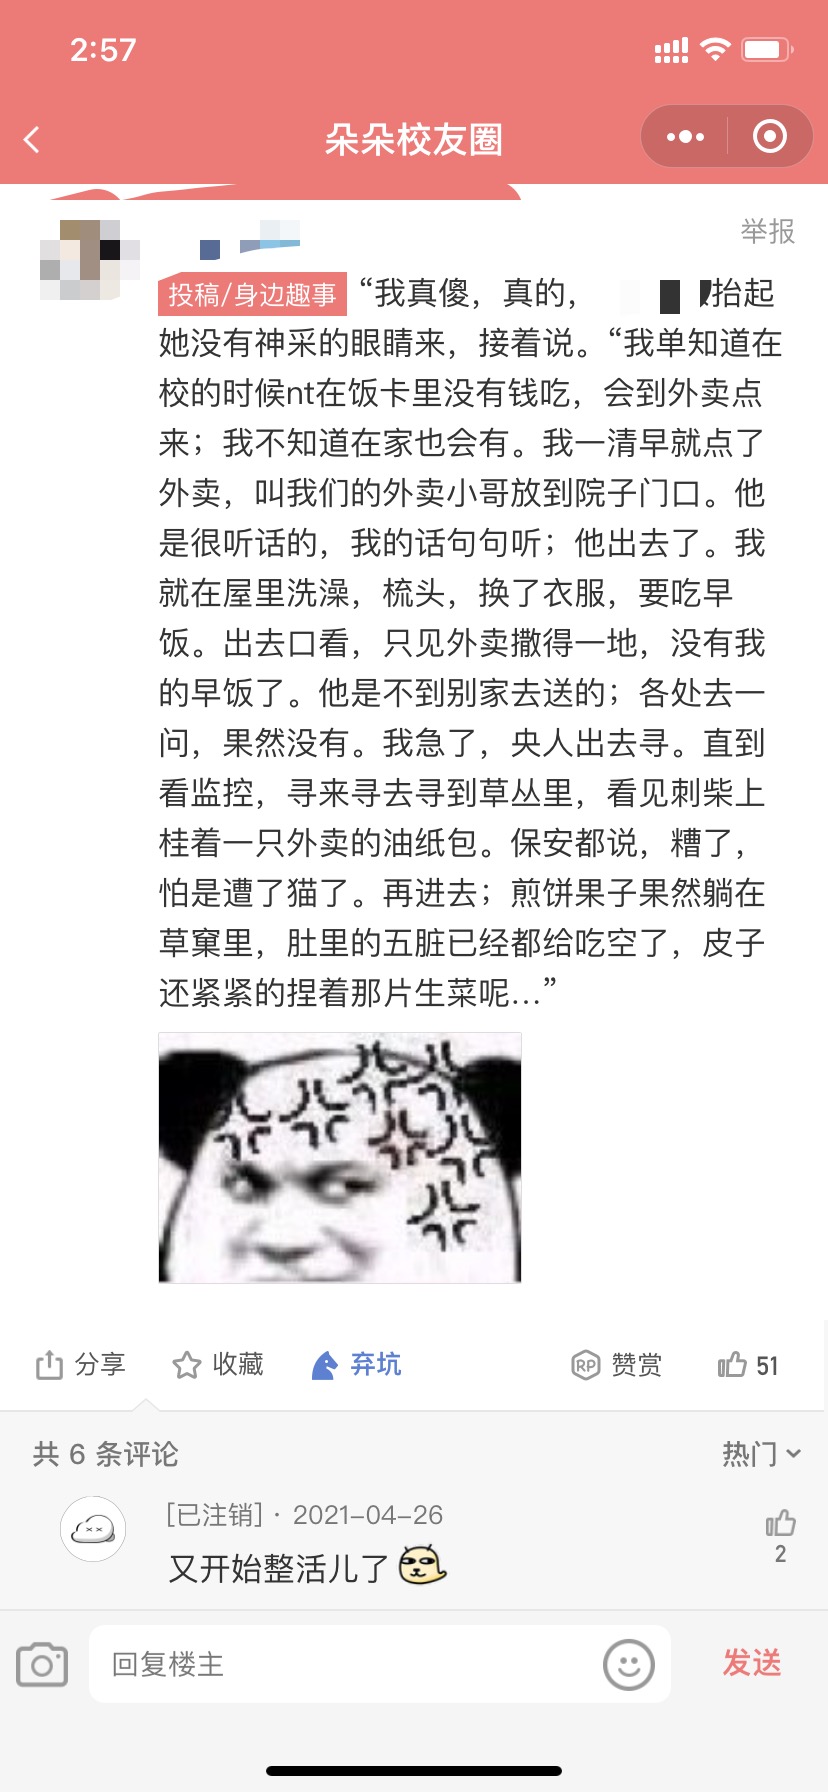 2:57
朵朵校友圈
举报
投稿/身边趣事 “我真傻，真的，抬起
她没有神采的眼睛来，接着说。“我单知道在
校的时候nt在饭卡里没有钱吃，会到外卖点
来；我不知道在家也会有。我一清早就点了
外卖，叫我们的外卖小哥放到院子门口。他
是很听话的，我的话句句听；他出去了。我
就在屋里洗澡，梳头，换了衣服，要吃早
饭。出去口看，只见外卖撒得一地，没有我
的早饭了。他是不到别家去送的；各处去一
问，果然没有。我急了，央人出去寻。直到
看监控，寻来寻去寻到草丛里，看见刺柴上
桂着一只外卖的油纸包。保安都说，糟了，
怕是遭了猫了。再进去；煎饼果子果然躺在
草窠里，肚里的五脏已经都给吃空了，皮子
还紧紧的捏着那片生菜呢...”
分享 收藏 弃坑 RP 赞赏 51
共 6 条评论 热门
[已注销] · 2021-04-26
又开始整活儿了
2
回复楼主 发送